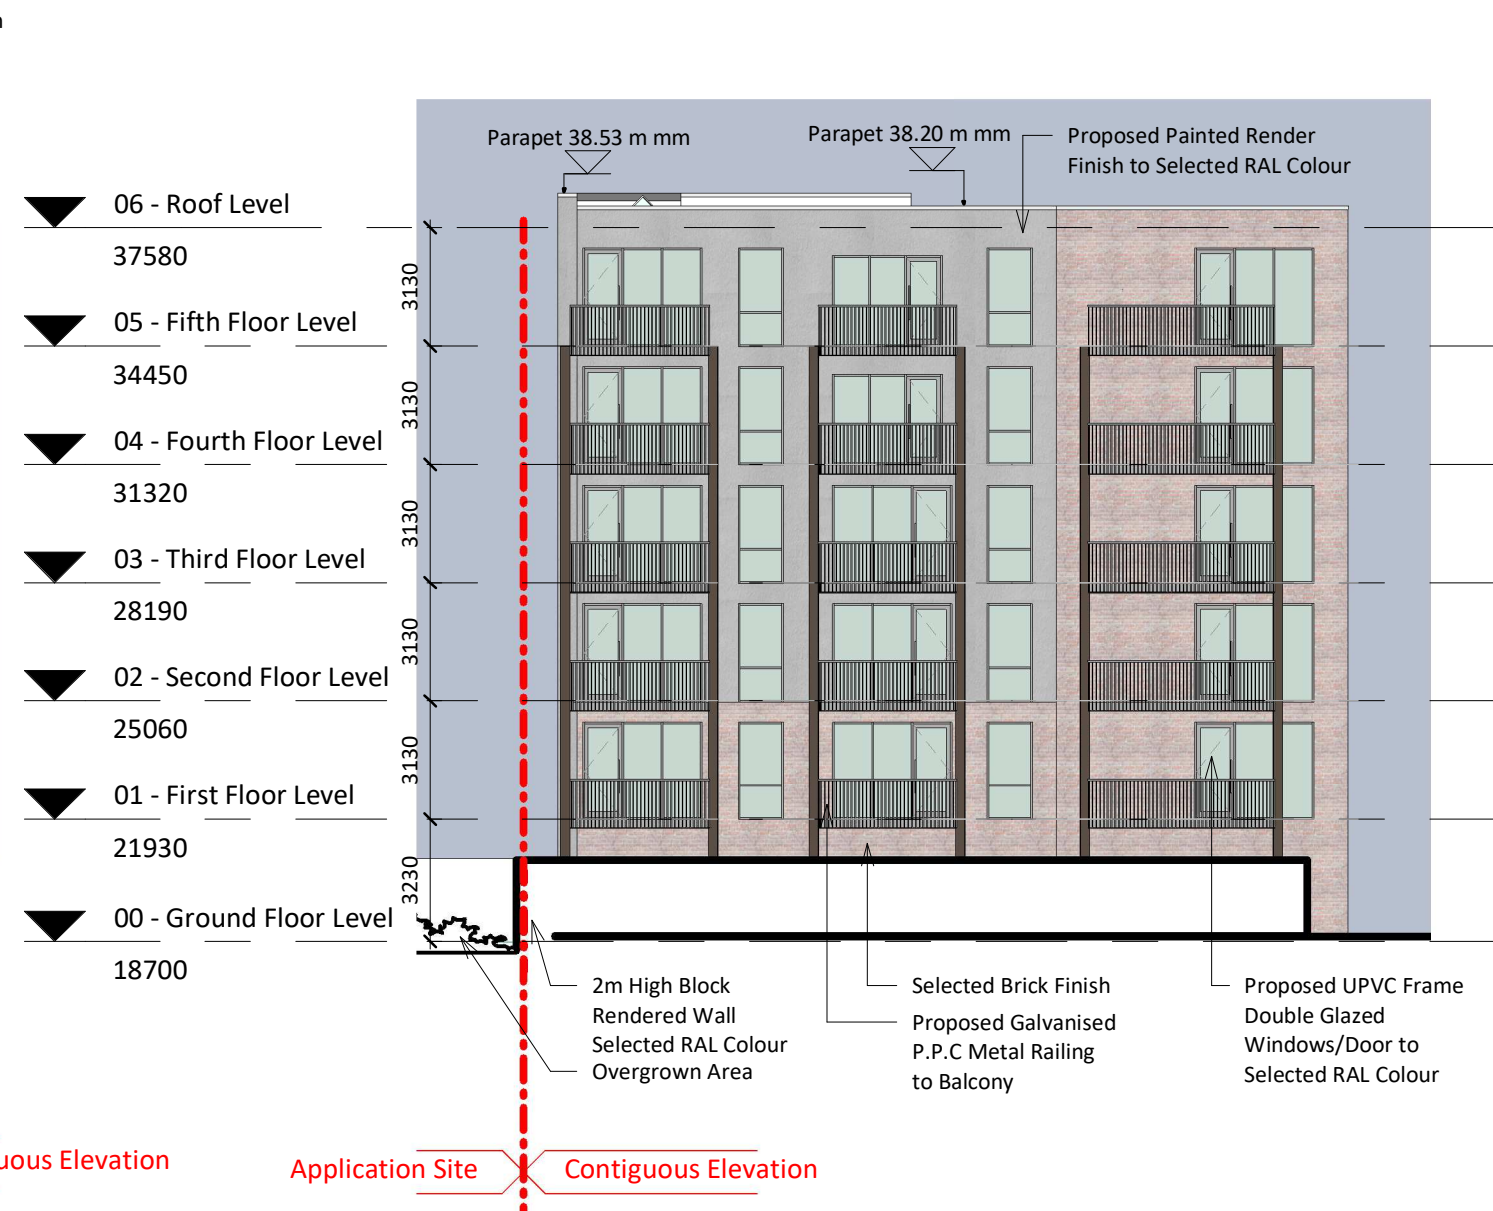 Parapet 38.53 m mm
Parapet 38.20 m mm
Proposed Painted Render
Finish to Selected RAL Colour
06 - Roof Level
37580
3130
05 - Fifth Floor Level
34450
3130
04 - Fourth Floor Level
31320
3130
03 - Third Floor Level
28190
3130
02 - Second Floor Level
25060
3130
01 - First Floor Level
21930
3230
00 - Ground Floor Level
18700
2m High Block
Rendered Wall
Selected RAL Colour
Overgrown Area
Selected Brick Finish
Proposed Galvanised
P.P.C Metal Railing
to Balcony
Proposed UPVC Frame
Double Glazed
Windows/Door to
Selected RAL Colour
uous Elevation
Application Site
Contiguous Elevation